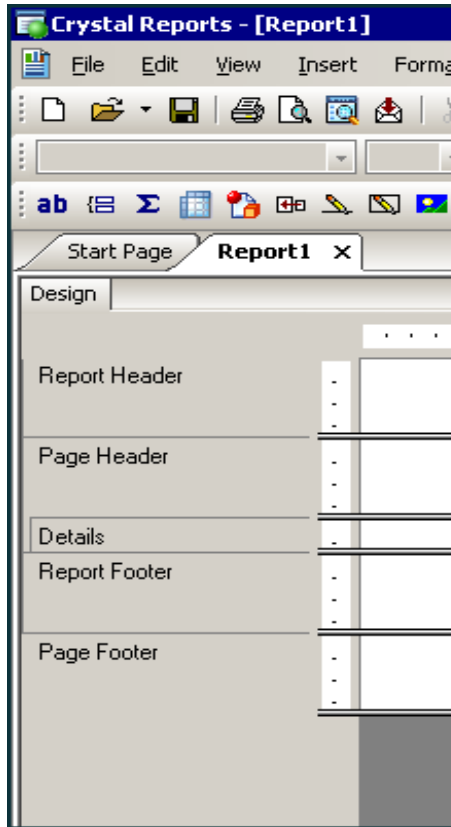 Crystal Reports - [Report1]
File Edit View Insert
ab
Start Page Report1 X
Design
Report Header
Page Header
Details
Report Footer
Page Footer